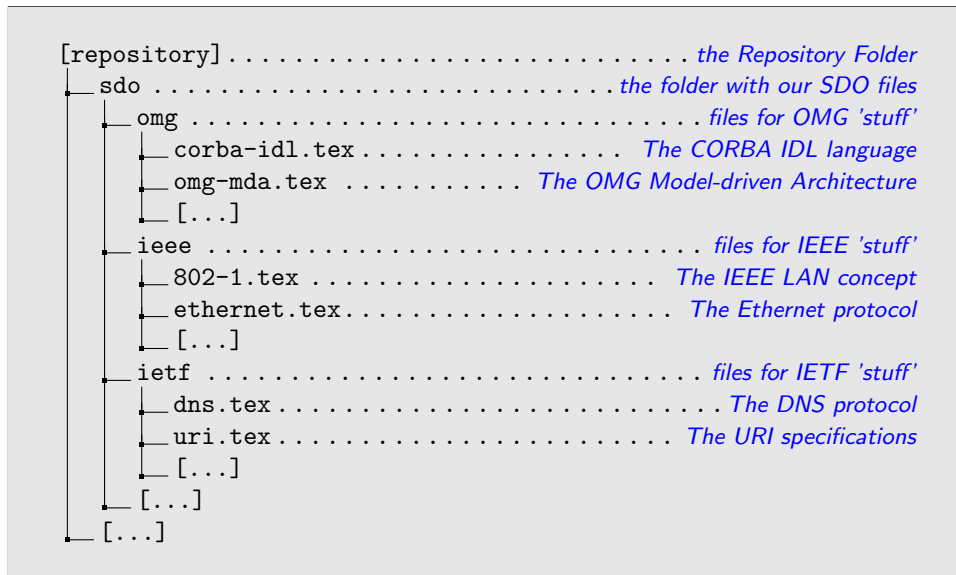 [repository] . . . . . . . . . . . . . . . . . . . . . . . . . . . . . . . . . . the Repository Folder
sdo . . . . . . . . . . . . . . . . . . . . . . . . . . . . . . . . . . the folder with our SDO files
omg . . . . . . . . . . . . . . . . . . . . . . . . . . . . . . . . . . . . . . files for OMG 'stuff'
corba-idl.tex . . . . . . . . . . . . . . . . . . . . The CORBA IDL language
omg-mda.tex . . . . . . . . . . . The OMG Model-driven Architecture
[...]
ieee . . . . . . . . . . . . . . . . . . . . . . . . . . . . . . . . . . . . . files for IEEE 'stuff'
802-1.tex . . . . . . . . . . . . . . . . . . . . . . . . . . The IEEE LAN concept
ethernet.tex . . . . . . . . . . . . . . . . . . . . . . . . . The Ethernet protocol
[...]
ietf . . . . . . . . . . . . . . . . . . . . . . . . . . . . . . . . . . . . . files for IETF 'stuff'
dns.tex . . . . . . . . . . . . . . . . . . . . . . . . . . . . . . . . . The DNS protocol
uri.tex . . . . . . . . . . . . . . . . . . . . . . . . . . . . . . The URI specifications
[...]
[...]
[...]